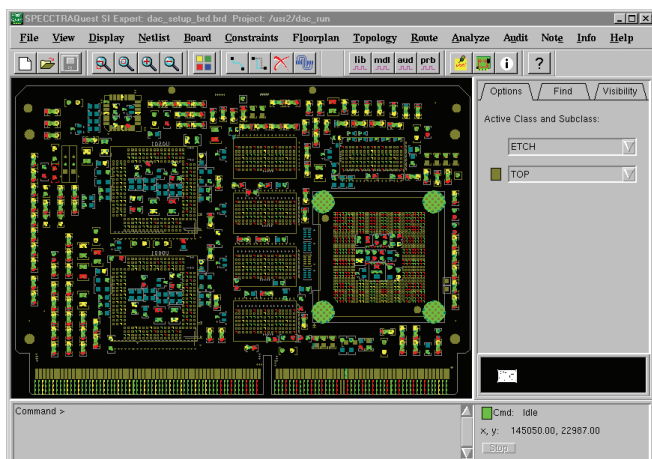 SPECCTRAQuest SI Expert: dac_setup_brd.brd Project: /usr2/dac_run
File View Display Netlist Board Constraints Floorplan Topology Route Analyze Audit Note Info Help
lib mdl aud prb
i ?
Options Find Visibility
Active Class and Subclass:
ETCH
TOP
Command >
Cmd: Idle
x, y: 145050.00, 22987.00
Stop